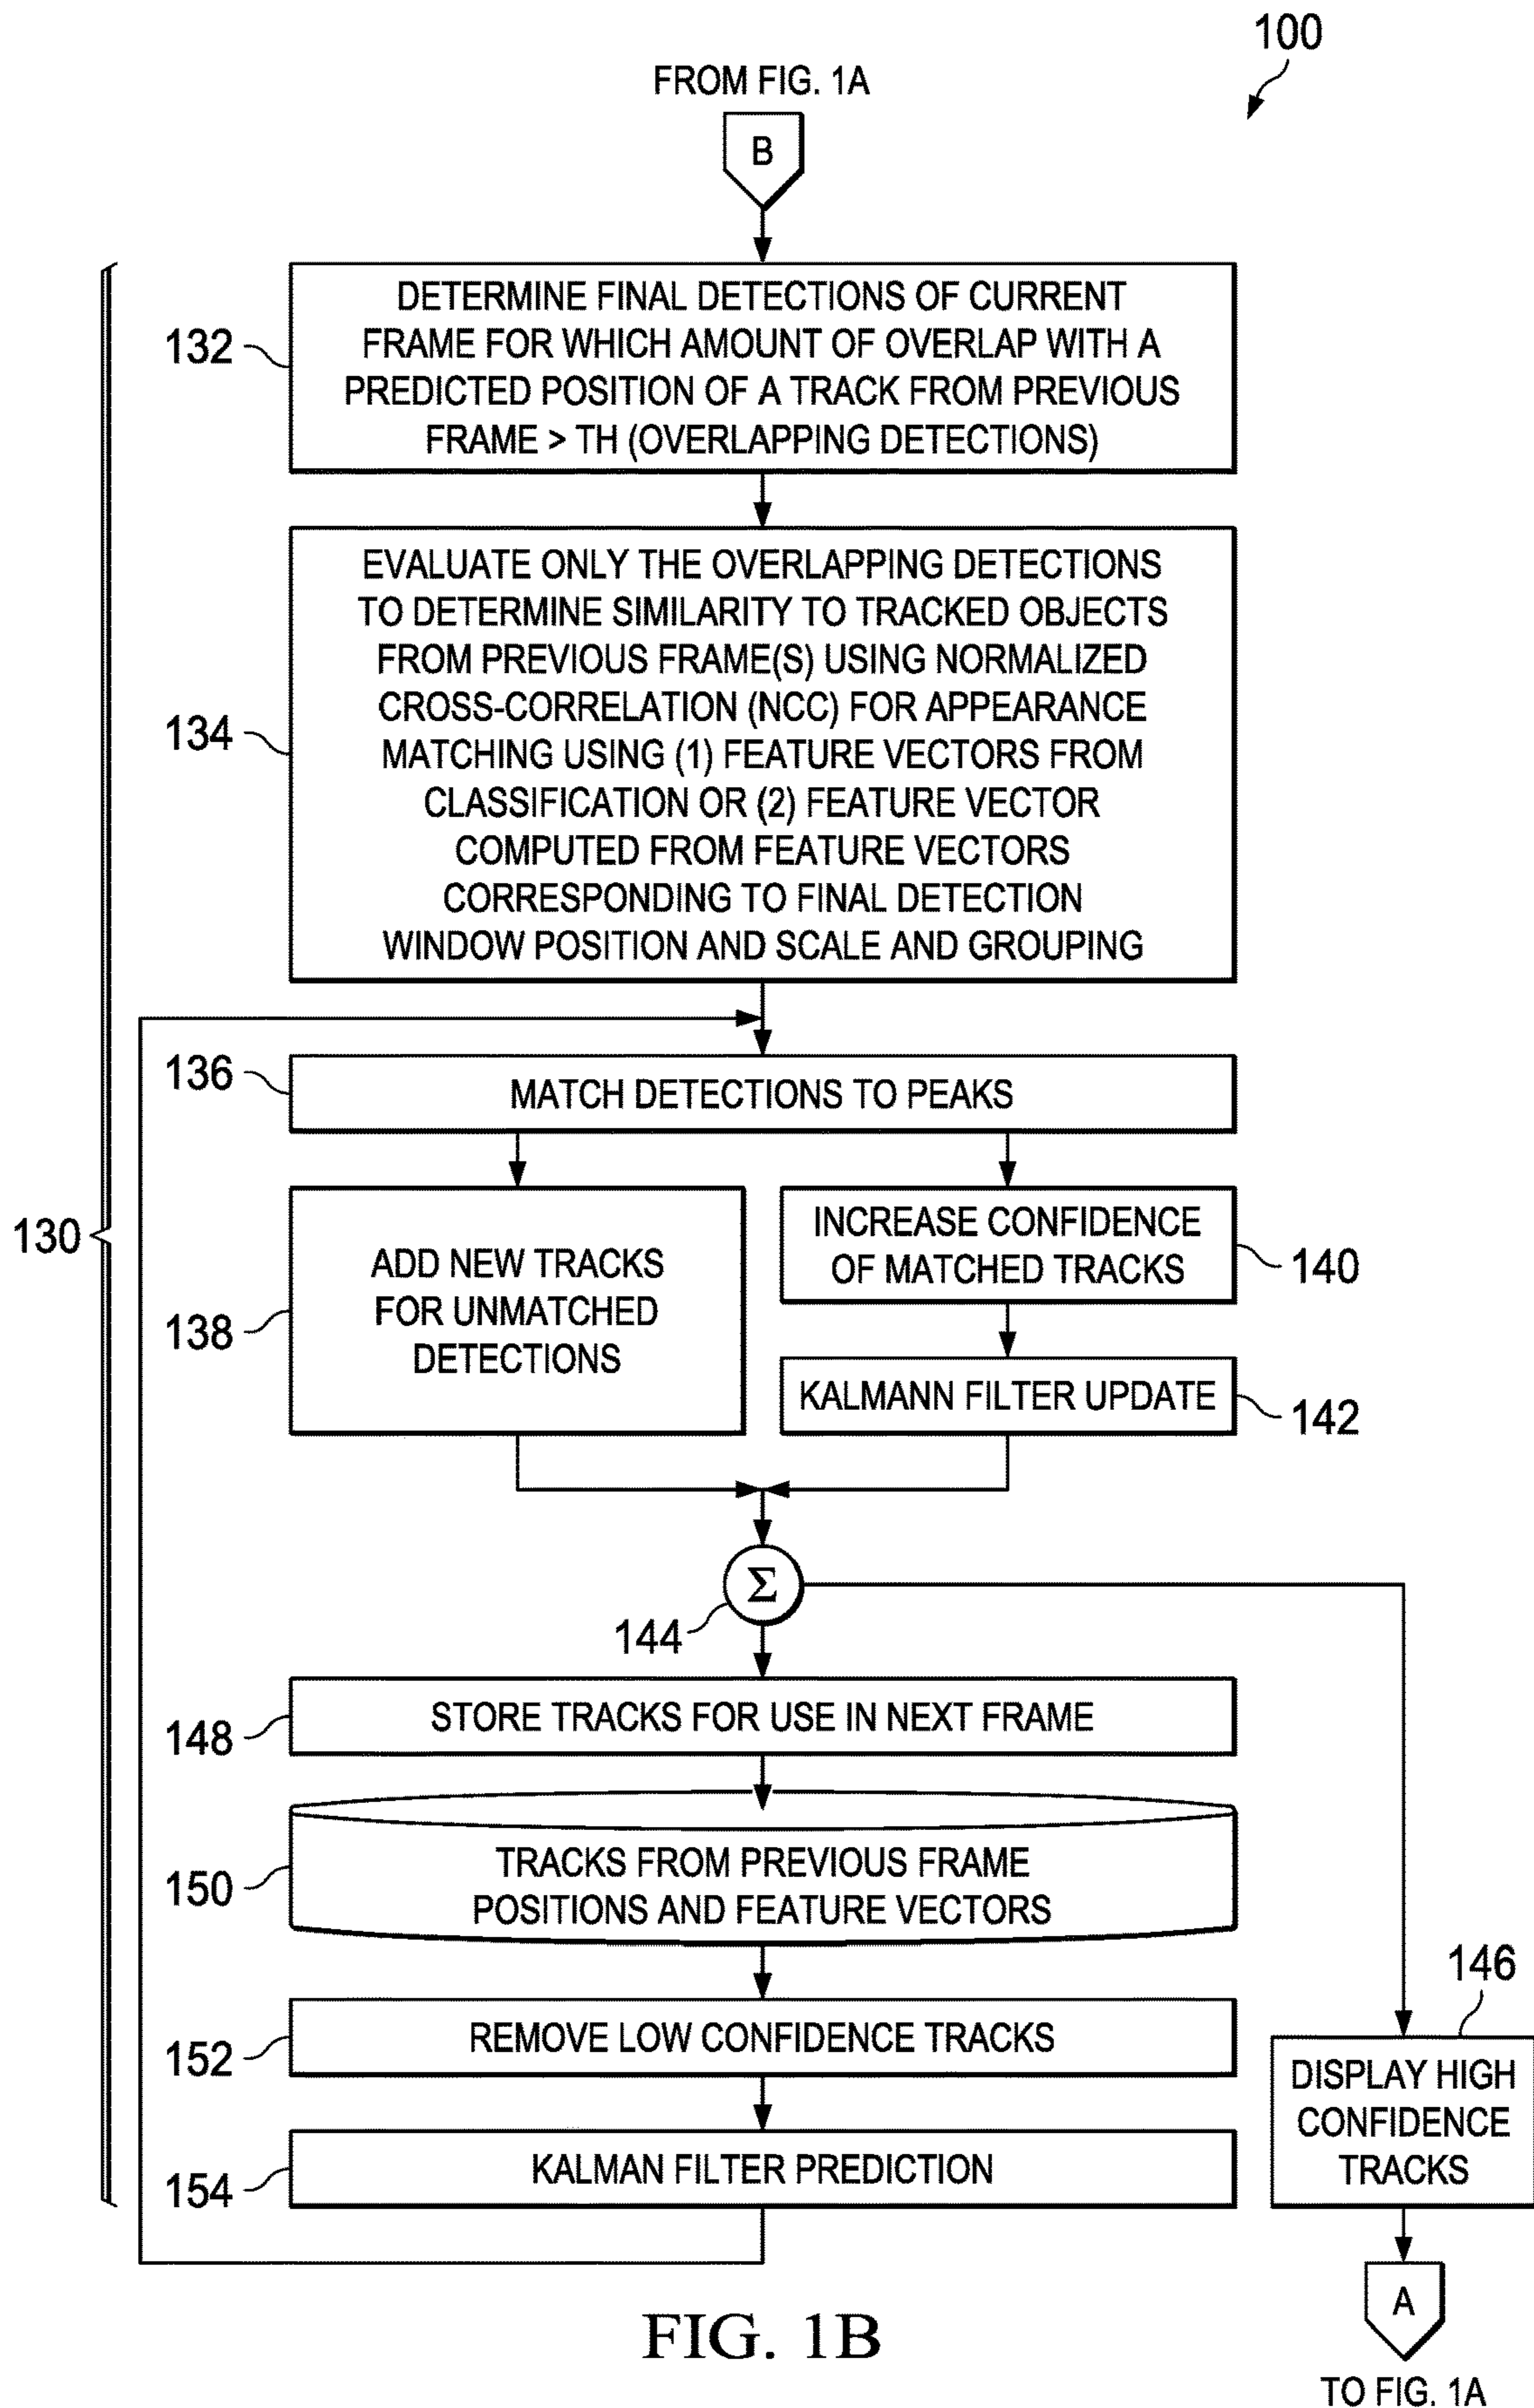 100
FROM FIG. 1A
B
132
DETERMINE FINAL DETECTIONS OF CURRENT
FRAME FOR WHICH AMOUNT OF OVERLAP WITH A
PREDICTED POSITION OF A TRACK FROM PREVIOUS
FRAME > TH (OVERLAPPING DETECTIONS)
134
EVALUATE ONLY THE OVERLAPPING DETECTIONS
TO DETERMINE SIMILARITY TO TRACKED OBJECTS
FROM PREVIOUS FRAME(S) USING NORMALIZED
CROSS-CORRELATION (NCC) FOR APPEARANCE
MATCHING USING (1) FEATURE VECTORS FROM
CLASSIFICATION OR (2) FEATURE VECTOR
COMPUTED FROM FEATURE VECTORS
CORRESPONDING TO FINAL DETECTION
WINDOW POSITION AND SCALE AND GROUPING
136
MATCH DETECTIONS TO PEAKS
130
138
ADD NEW TRACKS
FOR UNMATCHED
DETECTIONS
INCREASE CONFIDENCE
OF MATCHED TRACKS
140
KALMANN FILTER UPDATE
142
Σ
144
148
STORE TRACKS FOR USE IN NEXT FRAME
150
TRACKS FROM PREVIOUS FRAME
POSITIONS AND FEATURE VECTORS
152
REMOVE LOW CONFIDENCE TRACKS
154
KALMAN FILTER PREDICTION
146
DISPLAY HIGH
CONFIDENCE
TRACKS
A
TO FIG. 1A
FIG. 1B